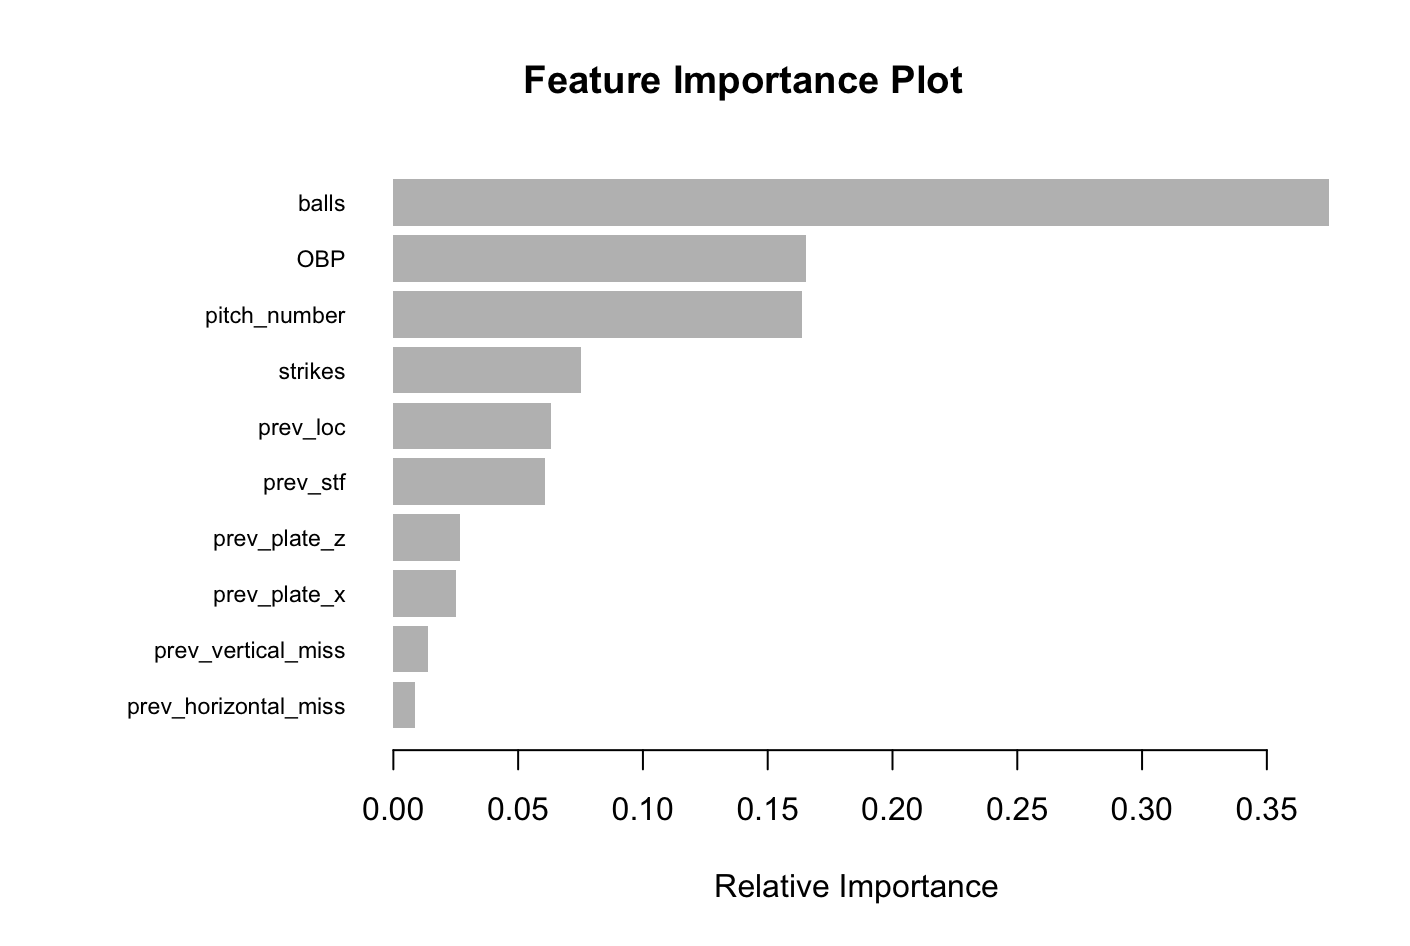 Feature Importance Plot
balls
OBP
pitch_number
strikes
prev_loc
prev_stf
prev_plate_z
prev_plate_x
prev_vertical_miss
prev_horizontal_miss
0.00 0.05 0.10 0.15 0.20 0.25 0.30 0.35
Relative Importance